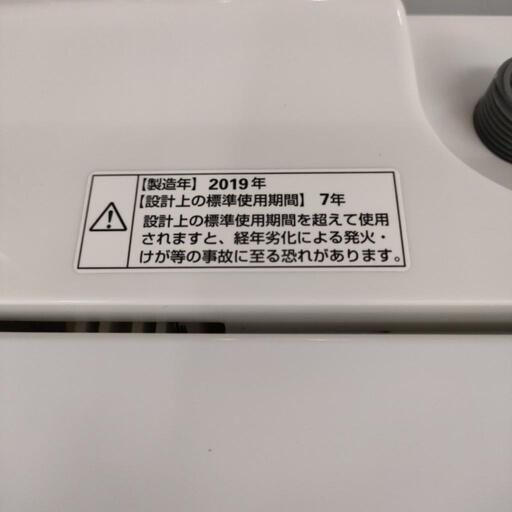 【製造年】2019年
【設計上の標準使用期間】7年
設計上の標準使用期間を超えて使用
されますと、経年劣化による発火・
けが等の事故に至る恐れがあります。